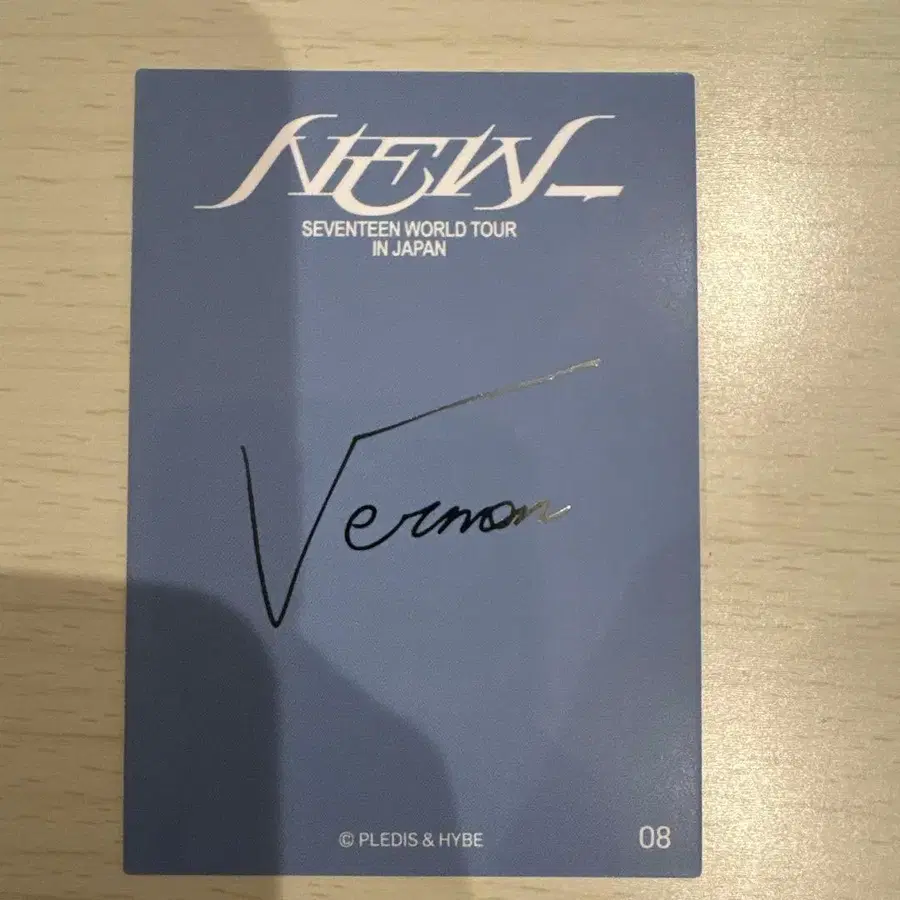 NEW_
SEVENTEEN WORLD TOUR
IN JAPAN
Vernon
© PLEDIS & HYBE
08